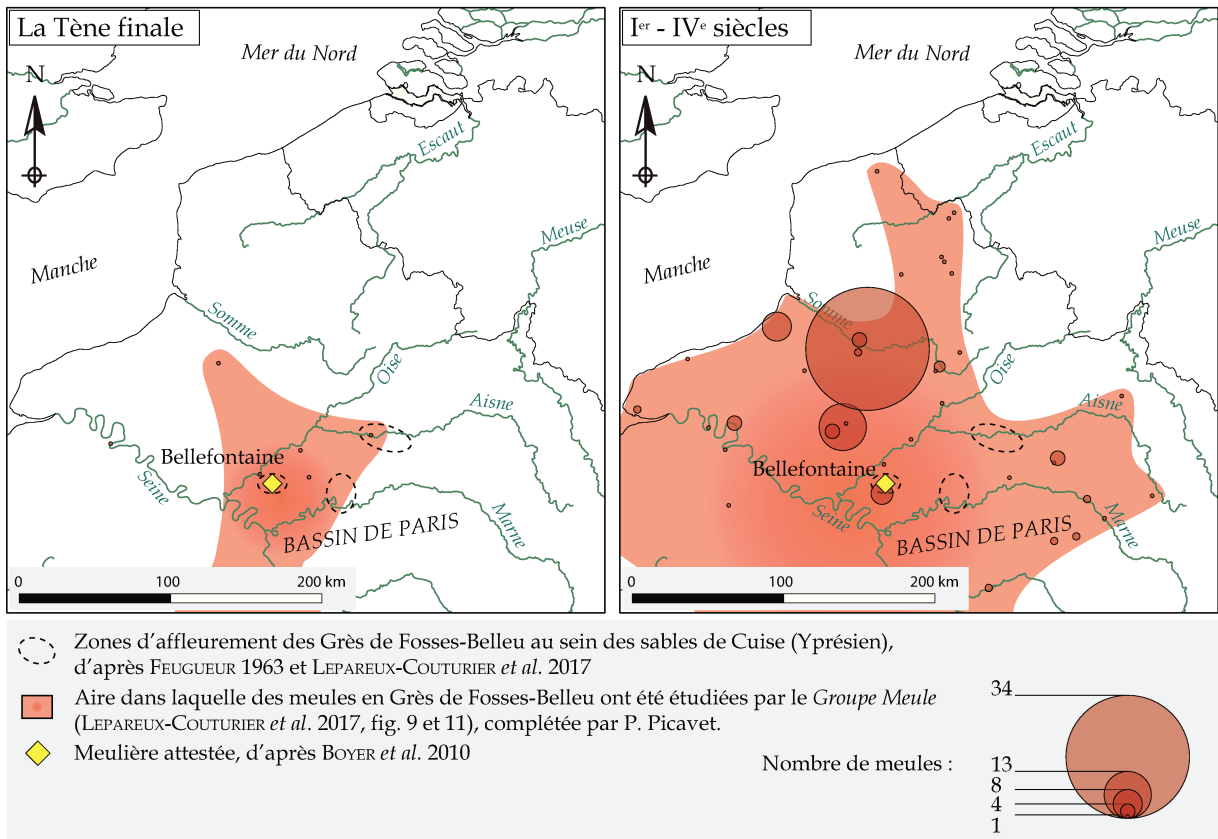 La Tène finale
Mer du Nord
N
Escaut
Meuse
Manche
Somme
Oise
Aisne
Bellefontaine
Seine
Marne
BASSIN DE PARIS
0 100 200 km
Ier - IVe siècles
Mer du Nord
N
Escaut
Meuse
Manche
Somme
Oise
Aisne
Bellefontaine
Seine
Marne
BASSIN DE PARIS
0 100 200 km
Zones d'affleurement des Grès de Fosses-Belleu au sein des sables de Cuise (Yprésien),
d'après FEUGUEUR 1963 et LEPAREUX-COUTURIER et al. 2017
Aire dans laquelle des meules en Grès de Fosses-Belleu ont été étudiées par le Groupe Meule
(LEPAREUX-COUTURIER et al. 2017, fig. 9 et 11), complétée par P. Picavet.
Meulière attestée, d'après BOYER et al. 2010
Nombre de meules :
34
13
8
4
1